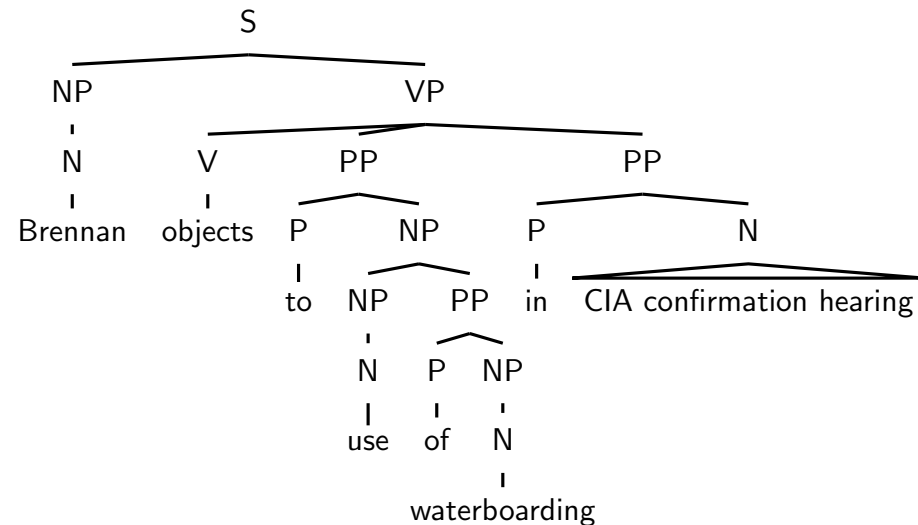 S
NP VP
N V PP PP
Brennan objects P NP P N
to NP PP in CIA confirmation hearing
N P NP
use of N
waterboarding